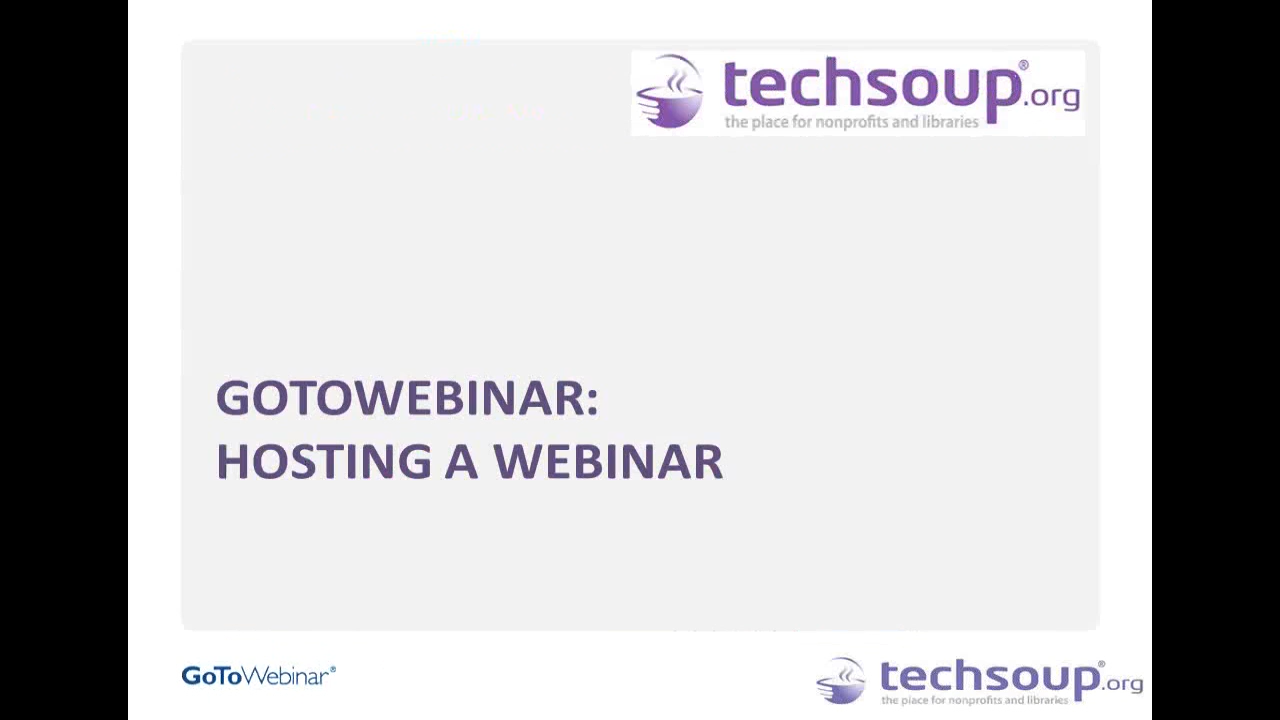 techsoup®.org
the place for nonprofits and libraries
GOTOWEBINAR:
HOSTING A WEBINAR
GoToWebinar®
techsoup®.org
the place for nonprofits and libraries